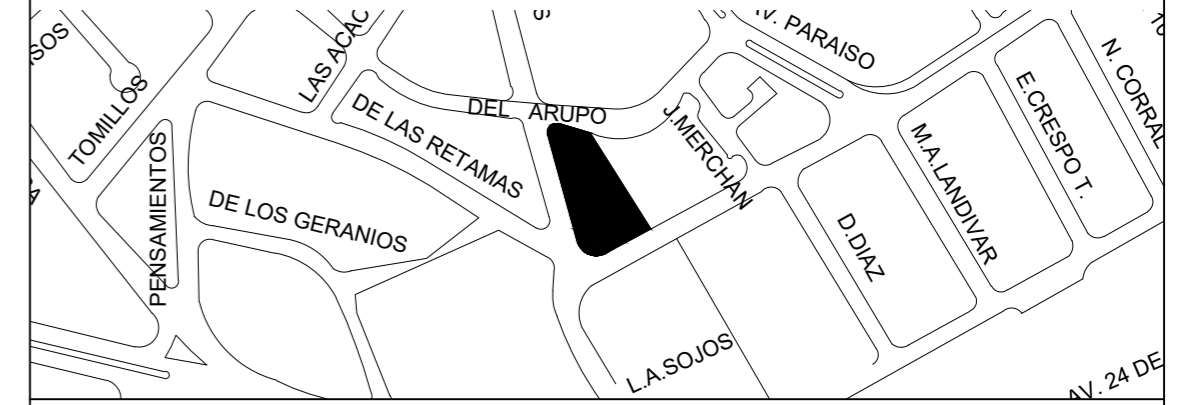 AV. PARAISO
LAS ACAC
TOMILLOS
DE LAS RETAMAS
DEL ARUPO
J.MERCHAN
E.CRESPO T.
N. CORRAL
M.A.LANDIVAR
PENSAMIENTOS
DE LOS GERANIOS
D.DIAZ
L.A.SOJOS
AV. 24 DE